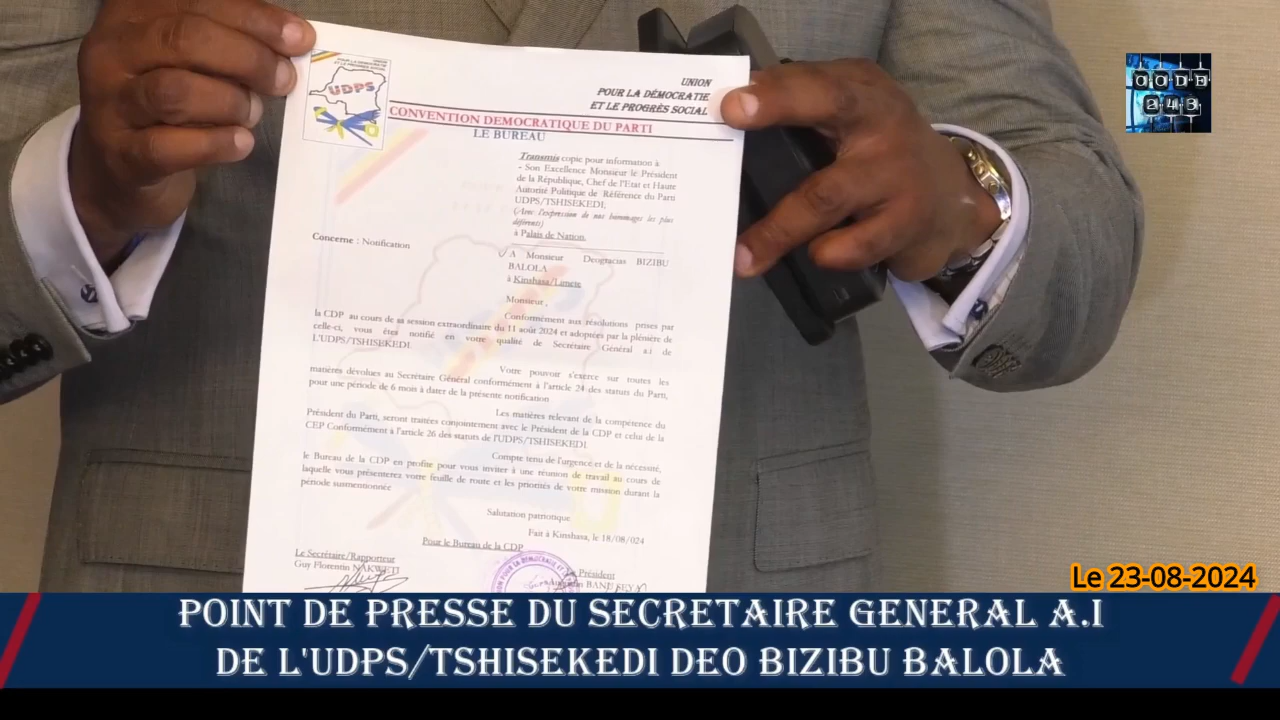 UNION
POUR LA DÉMOCRATIE
ET LE PROGRÈS SOCIAL
UDPS
CONVENTION DEMOCRATIQUE DU PARTI
LE BUREAU
CODE
243
Transmis copie pour information à:
- Son Excellence Monsieur le Président
de la République, Chef de l'Etat et Haute
Autorité Politique de Référence du Parti
UDPS/TSHISEKEDI;
(Avec l'expression de nos hommages les plus
déférents)
à Palais de Nation.
Concerne : Notification
A Monsieur Deogracias BIZIBU
BALOLA
à Kinshasa/Limete
Monsieur,
Conformément aux résolutions prises par
la CDP au cours de sa session extraordinaire du 11 août 2024 et adoptées par la plénière de
celle-ci, vous êtes notifié en votre qualité de Secrétaire Général a.i de
L'UDPS/TSHISEKEDI.
Votre pouvoir s'exerce sur toutes les
matières dévolues au Secrétaire Général conformément à l'article 24 des statuts du Parti,
pour une période de 6 mois à dater de la présente notification
Les matières relevant de la compétence du
Président du Parti, seront traitées conjointement avec le Président de la CDP et celui de la
CEP Conformément à l'article 26 des statuts de l'UDPS/TSHISEKEDI
Compte tenu de l'urgence et de la nécessité,
le Bureau de la CDP en profite pour vous inviter à une réunion de travail au cours de
laquelle vous présenterez votre feuille de route et les priorités de votre mission durant la
période susmentionnée
Salutation patriotique
Fait à Kinshasa, le 18/08/024
Pour le Bureau de la CDP
Le Secrétaire/Rapporteur
Guy Florentin NAKWETI
Le Président
Le 23-08-2024
POINT DE PRESSE DU SECRETAIRE GENERAL A.I
DE L'UDPS/TSHISEKEDI DEO BIZIBU BALOLA